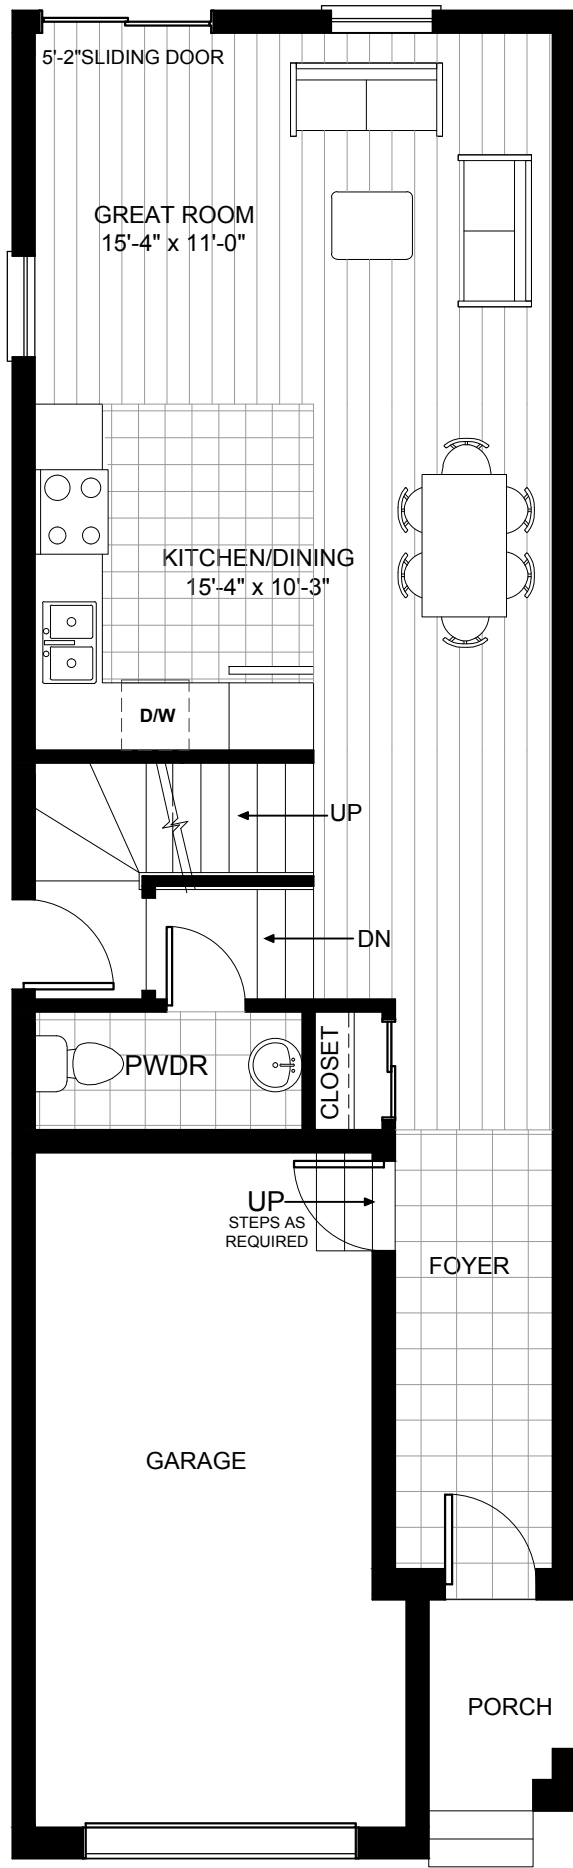 5'-2"SLIDING DOOR
GREAT ROOM
15'-4" x 11'-0"
KITCHEN/DINING
15'-4" x 10'-3"
D/W
UP
DN
PWDR
CLOSET
UP
STEPS AS
REQUIRED
FOYER
GARAGE
PORCH